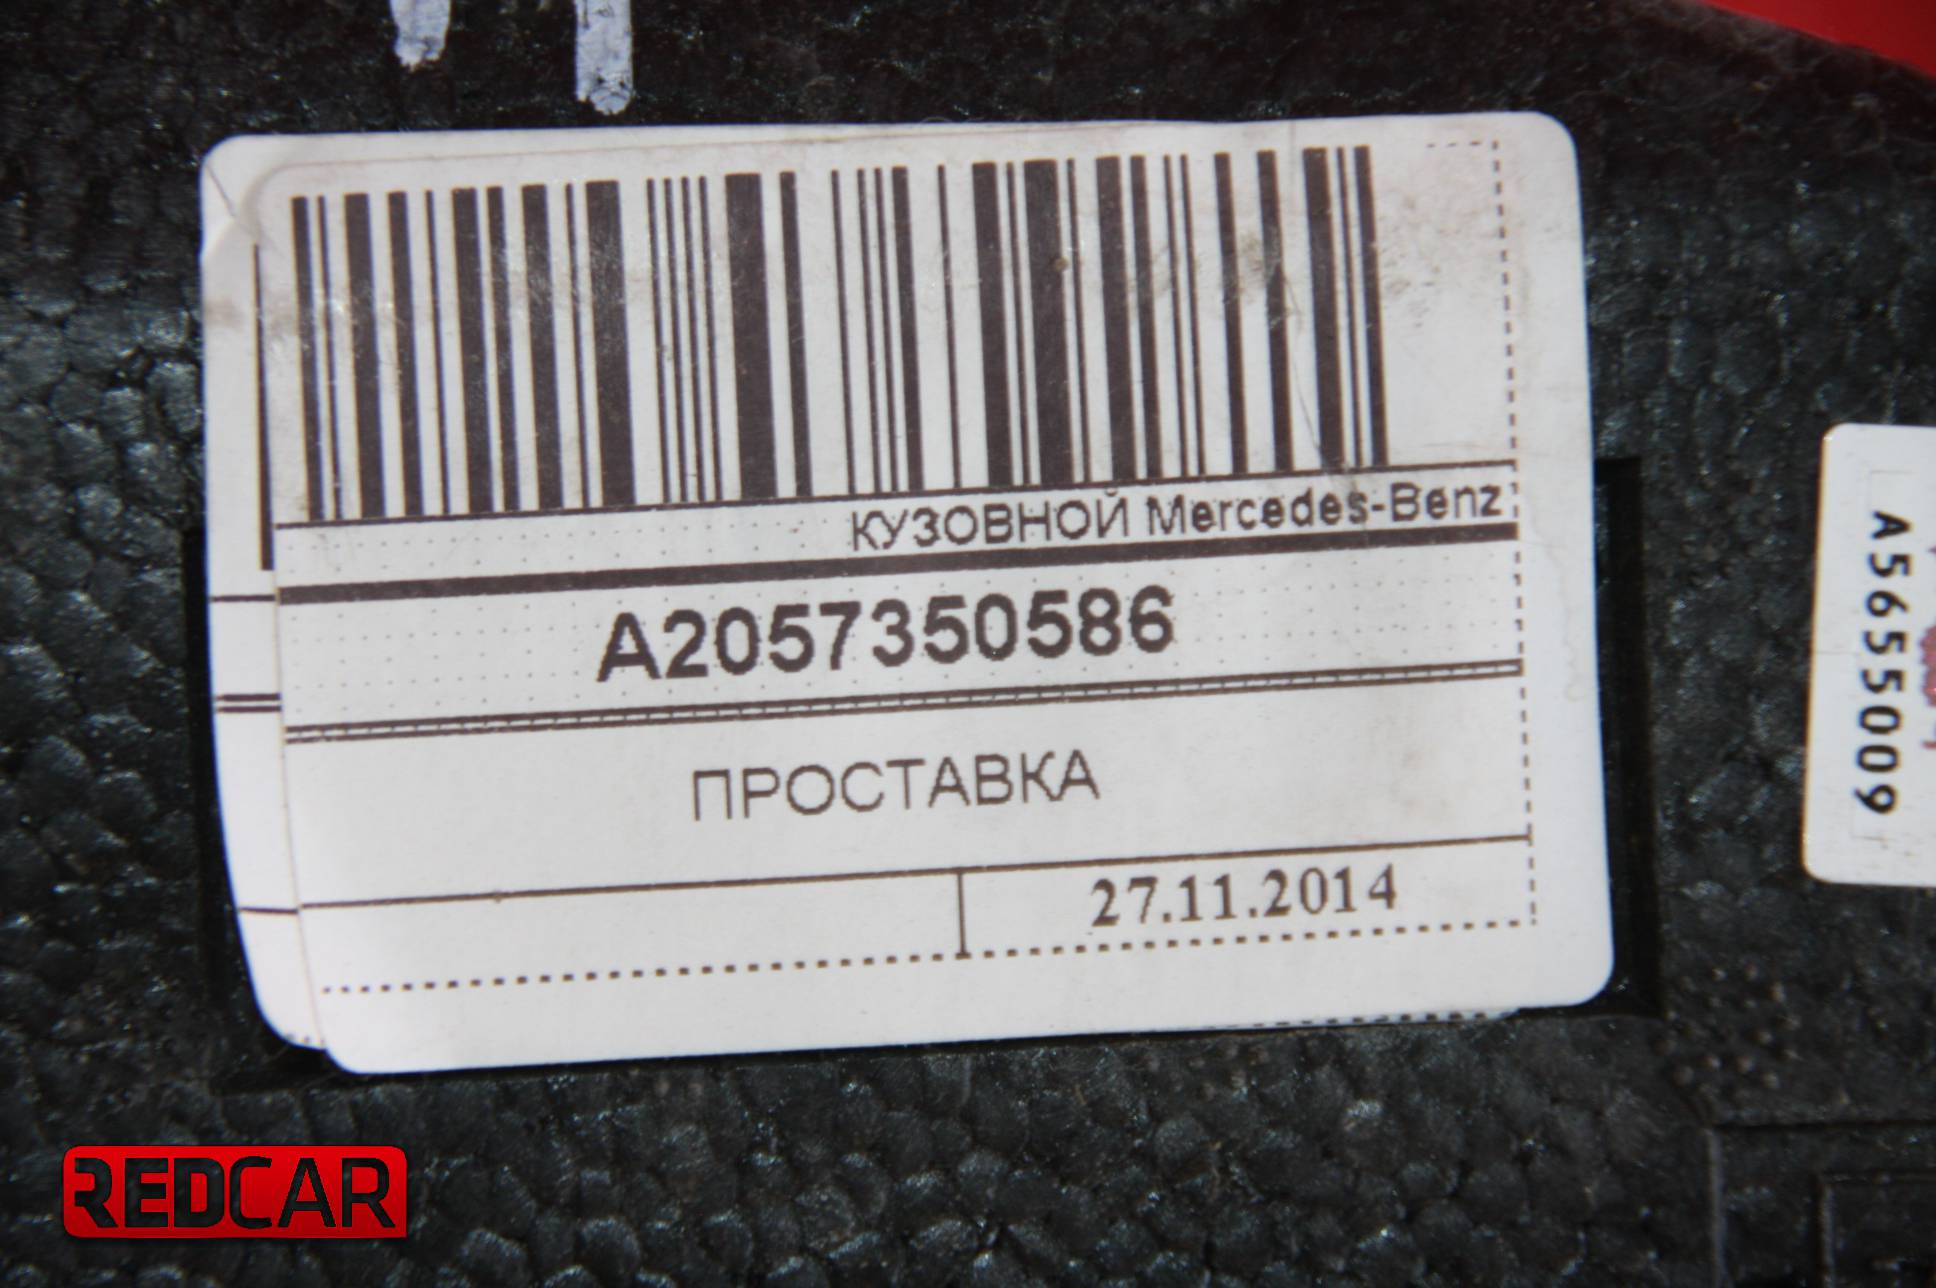 КУЗОВНОЙ Mercedes-Benz
A2057350586
ПРОСТАВКА
27.11.2014
A5655009
REDCAR